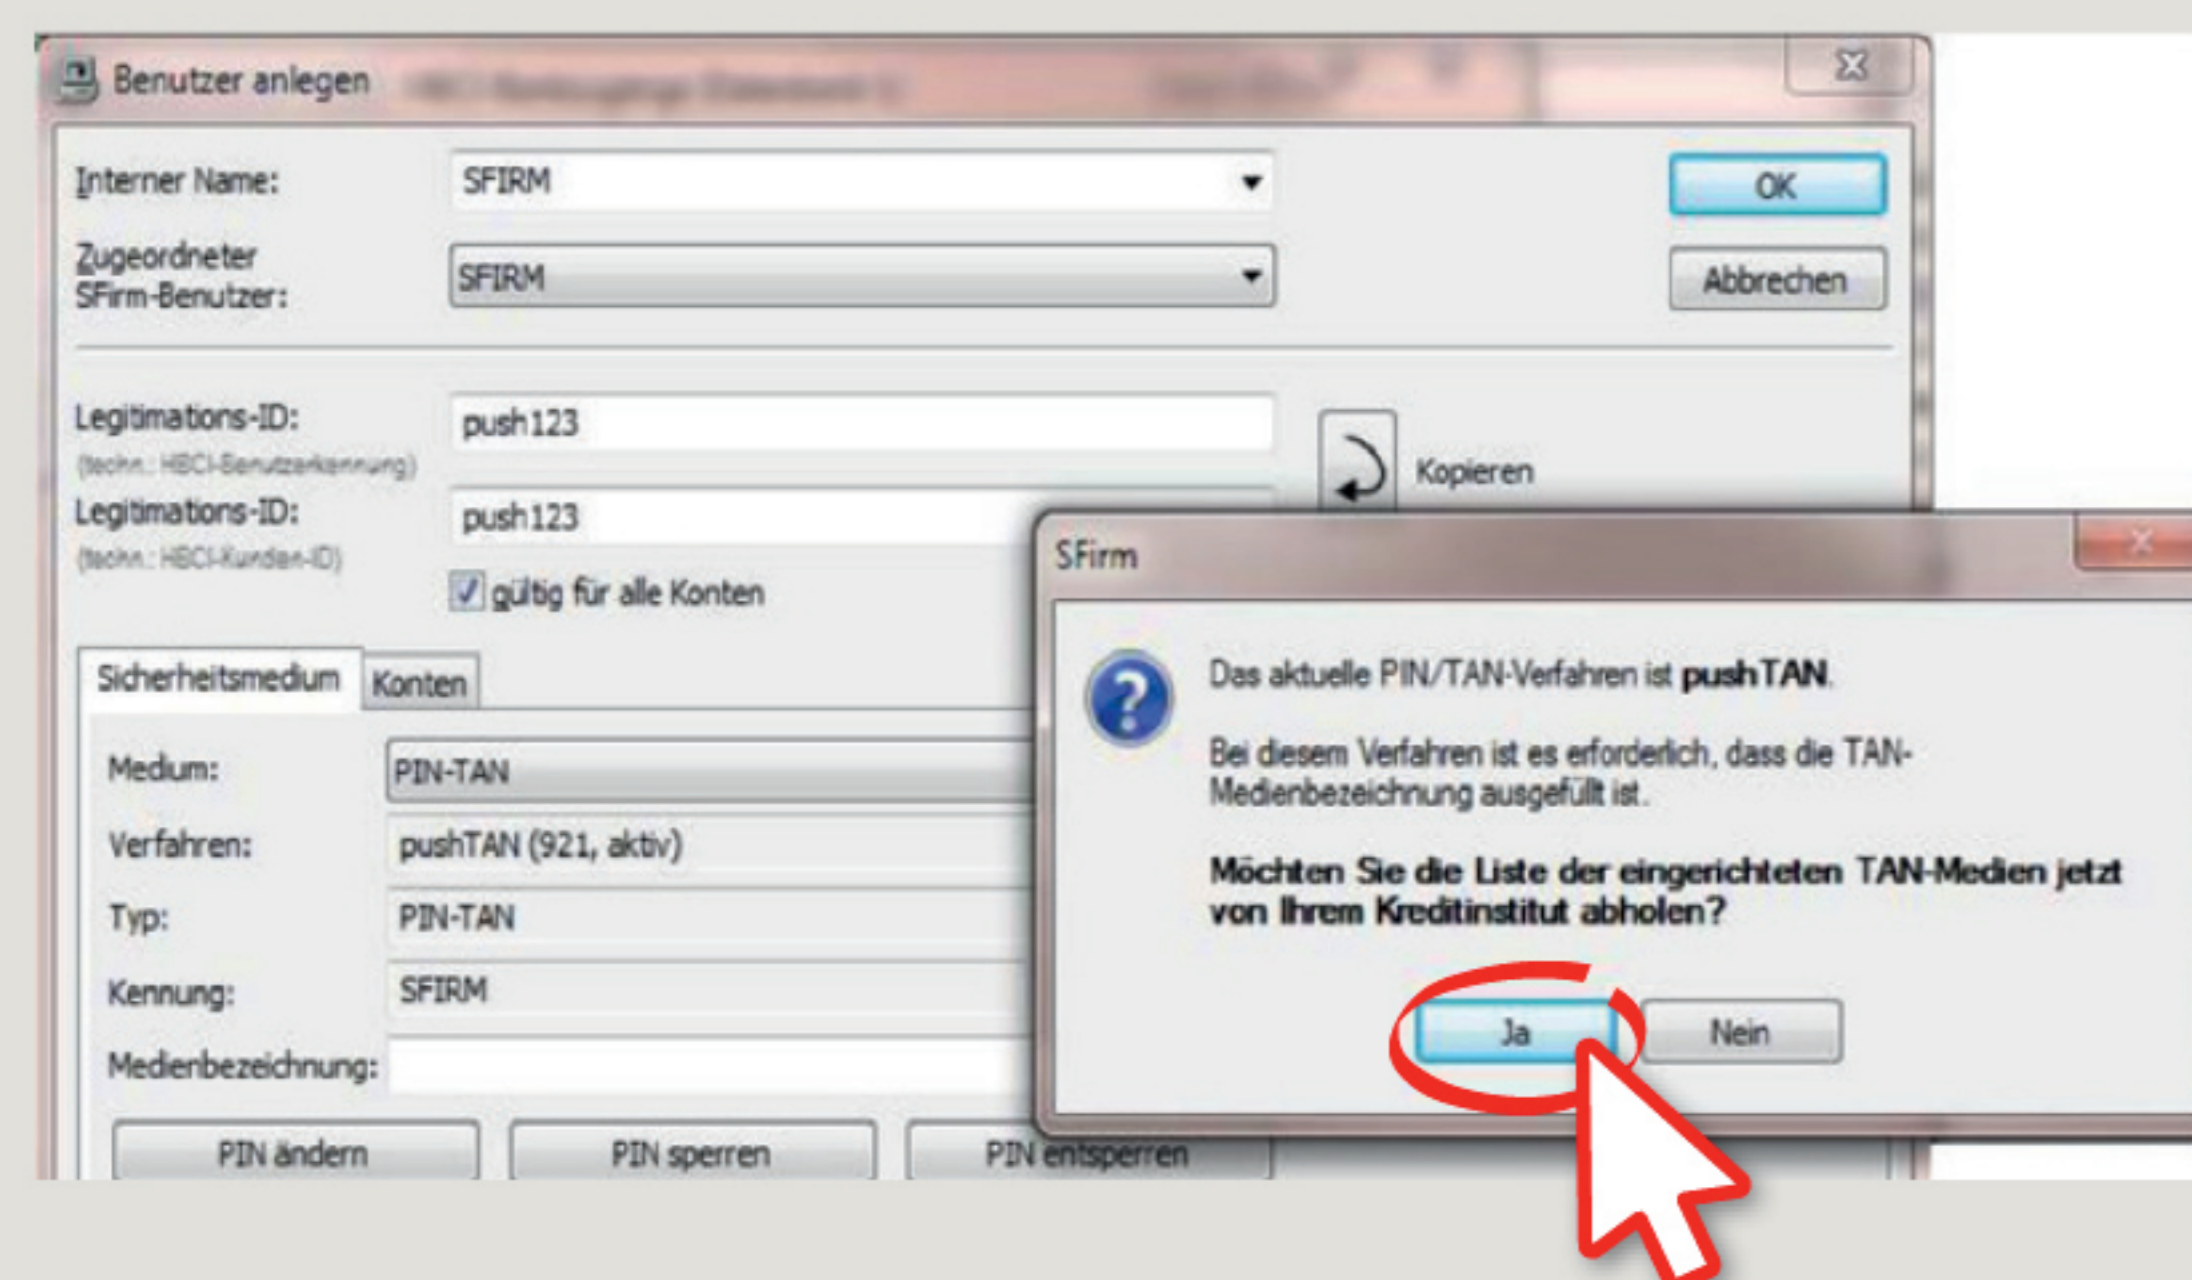 Benutzer anlegen
Interner Name:
SFIRM
OK
Zugeordneter
SFirm-Benutzer:
SFIRM
Abbrechen
Legitimations-ID:
push123
(techn.: HBCI-Benutzerkennung)
Kopieren
Legitimations-ID:
push123
(techn.: HBCI-Kunden-ID)
gültig für alle Konten
Sicherheitsmedium
Konten
Medium:
PIN-TAN
Verfahren:
pushTAN (921, aktiv)
Typ:
PIN-TAN
Kennung:
SFIRM
Medienbezeichnung:
PIN ändern
PIN sperren
PIN entsperren
SFirm
Das aktuelle PIN/TAN-Verfahren ist pushTAN.
Bei diesem Verfahren ist es erforderlich, dass die TAN-
Medienbezeichnung ausgefüllt ist.
Möchten Sie die Liste der eingerichteten TAN-Medien jetzt
von Ihrem Kreditinstitut abholen?
Ja
Nein